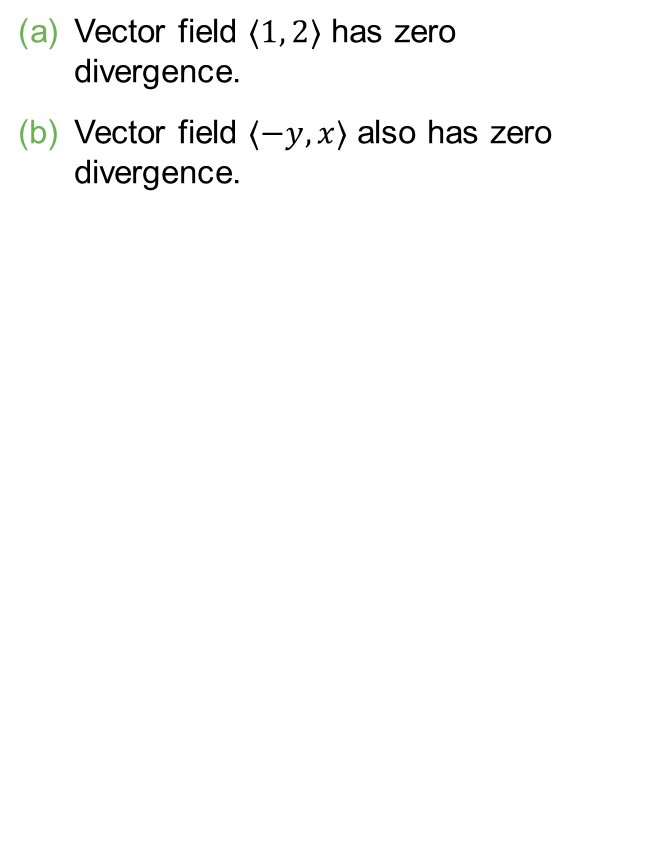 (a) Vector field ⟨1, 2⟩ has zero
divergence.
(b) Vector field ⟨−y, x⟩ also has zero
divergence.